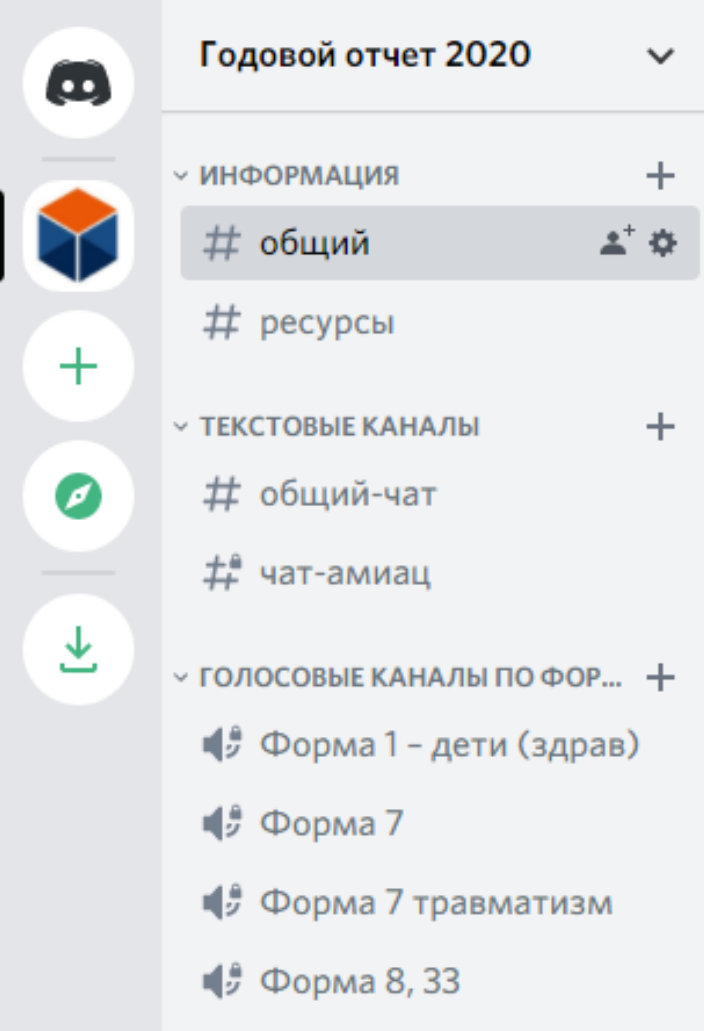 Годовой отчет 2020
ИНФОРМАЦИЯ
общий
ресурсы
ТЕКСТОВЫЕ КАНАЛЫ
общий-чат
чат-амиац
ГОЛОСОВЫЕ КАНАЛЫ ПО ФОР...
Форма 1 – дети (здрав)
Форма 7
Форма 7 травматизм
Форма 8, 33